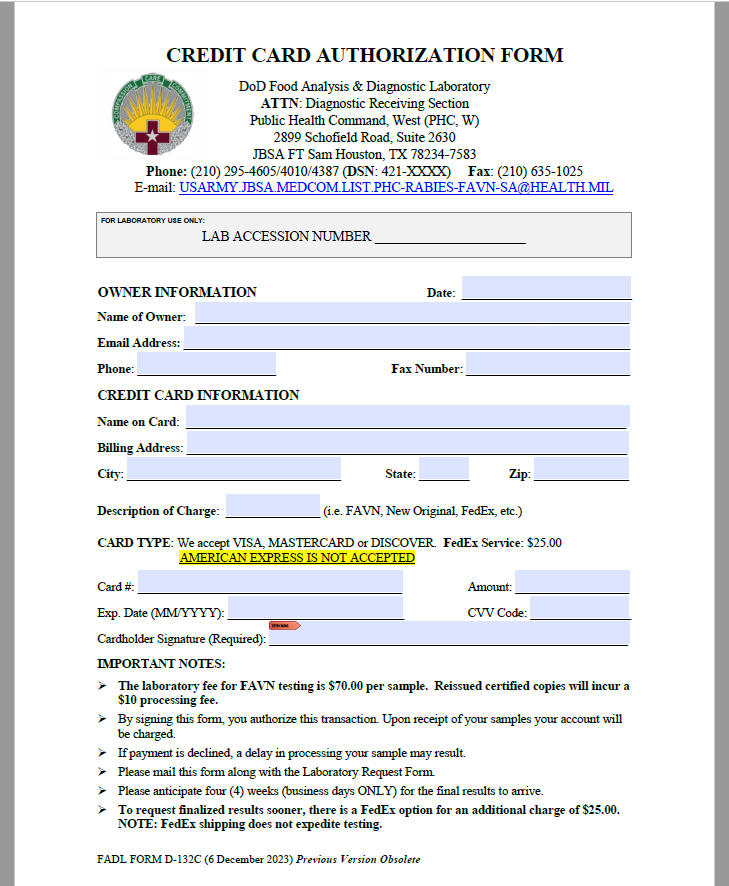 CREDIT CARD AUTHORIZATION FORM
COMPASSION CARE COMMITMENT
DoD Food Analysis & Diagnostic Laboratory
ATTN: Diagnostic Receiving Section
Public Health Command, West (PHC, W)
2899 Schofield Road, Suite 2630
JBSA FT Sam Houston, TX 78234-7583
Phone: (210) 295-4605/4010/4387 (DSN: 421-XXXX) Fax: (210) 635-1025
E-mail: USARMY.JBSA.MEDCOM.LIST.PHC-RABIES-FAVN-SA@HEALTH.MIL
FOR LABORATORY USE ONLY:
LAB ACCESSION NUMBER
OWNER INFORMATION Date:
Name of Owner:
Email Address:
Phone: Fax Number:
CREDIT CARD INFORMATION
Name on Card:
Billing Address:
City: State: Zip:
Description of Charge: (i.e. FAVN, New Original, FedEx, etc.)
CARD TYPE: We accept VISA, MASTERCARD or DISCOVER. FedEx Service: $25.00
AMERICAN EXPRESS IS NOT ACCEPTED
Card #: Amount:
Exp. Date (MM/YYYY): CVV Code:
Cardholder Signature (Required):
IMPORTANT NOTES:
➢ The laboratory fee for FAVN testing is $70.00 per sample. Reissued certified copies will incur a
$10 processing fee.
➢ By signing this form, you authorize this transaction. Upon receipt of your samples your account will
be charged.
➢ If payment is declined, a delay in processing your sample may result.
➢ Please mail this form along with the Laboratory Request Form.
➢ Please anticipate four (4) weeks (business days ONLY) for the final results to arrive.
➢ To request finalized results sooner, there is a FedEx option for an additional charge of $25.00.
NOTE: FedEx shipping does not expedite testing.
FADL FORM D-132C (6 December 2023) Previous Version Obsolete